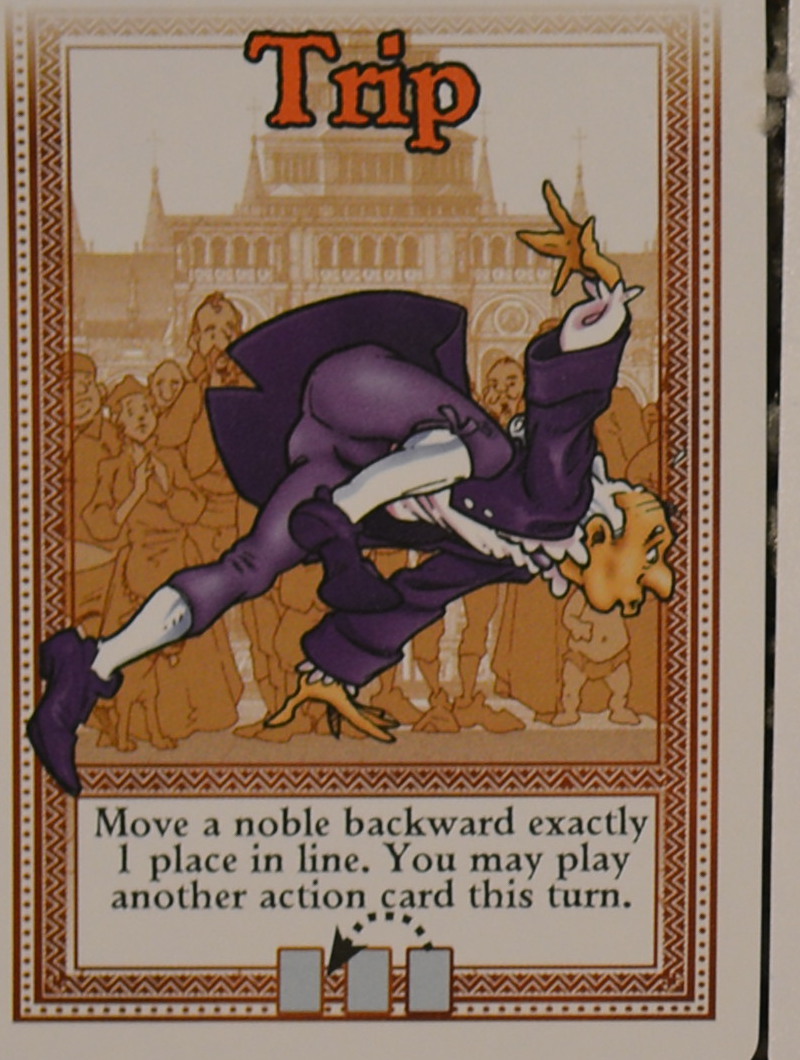 Trip
Move a noble backward exactly
1 place in line. You may play
another action card this turn.